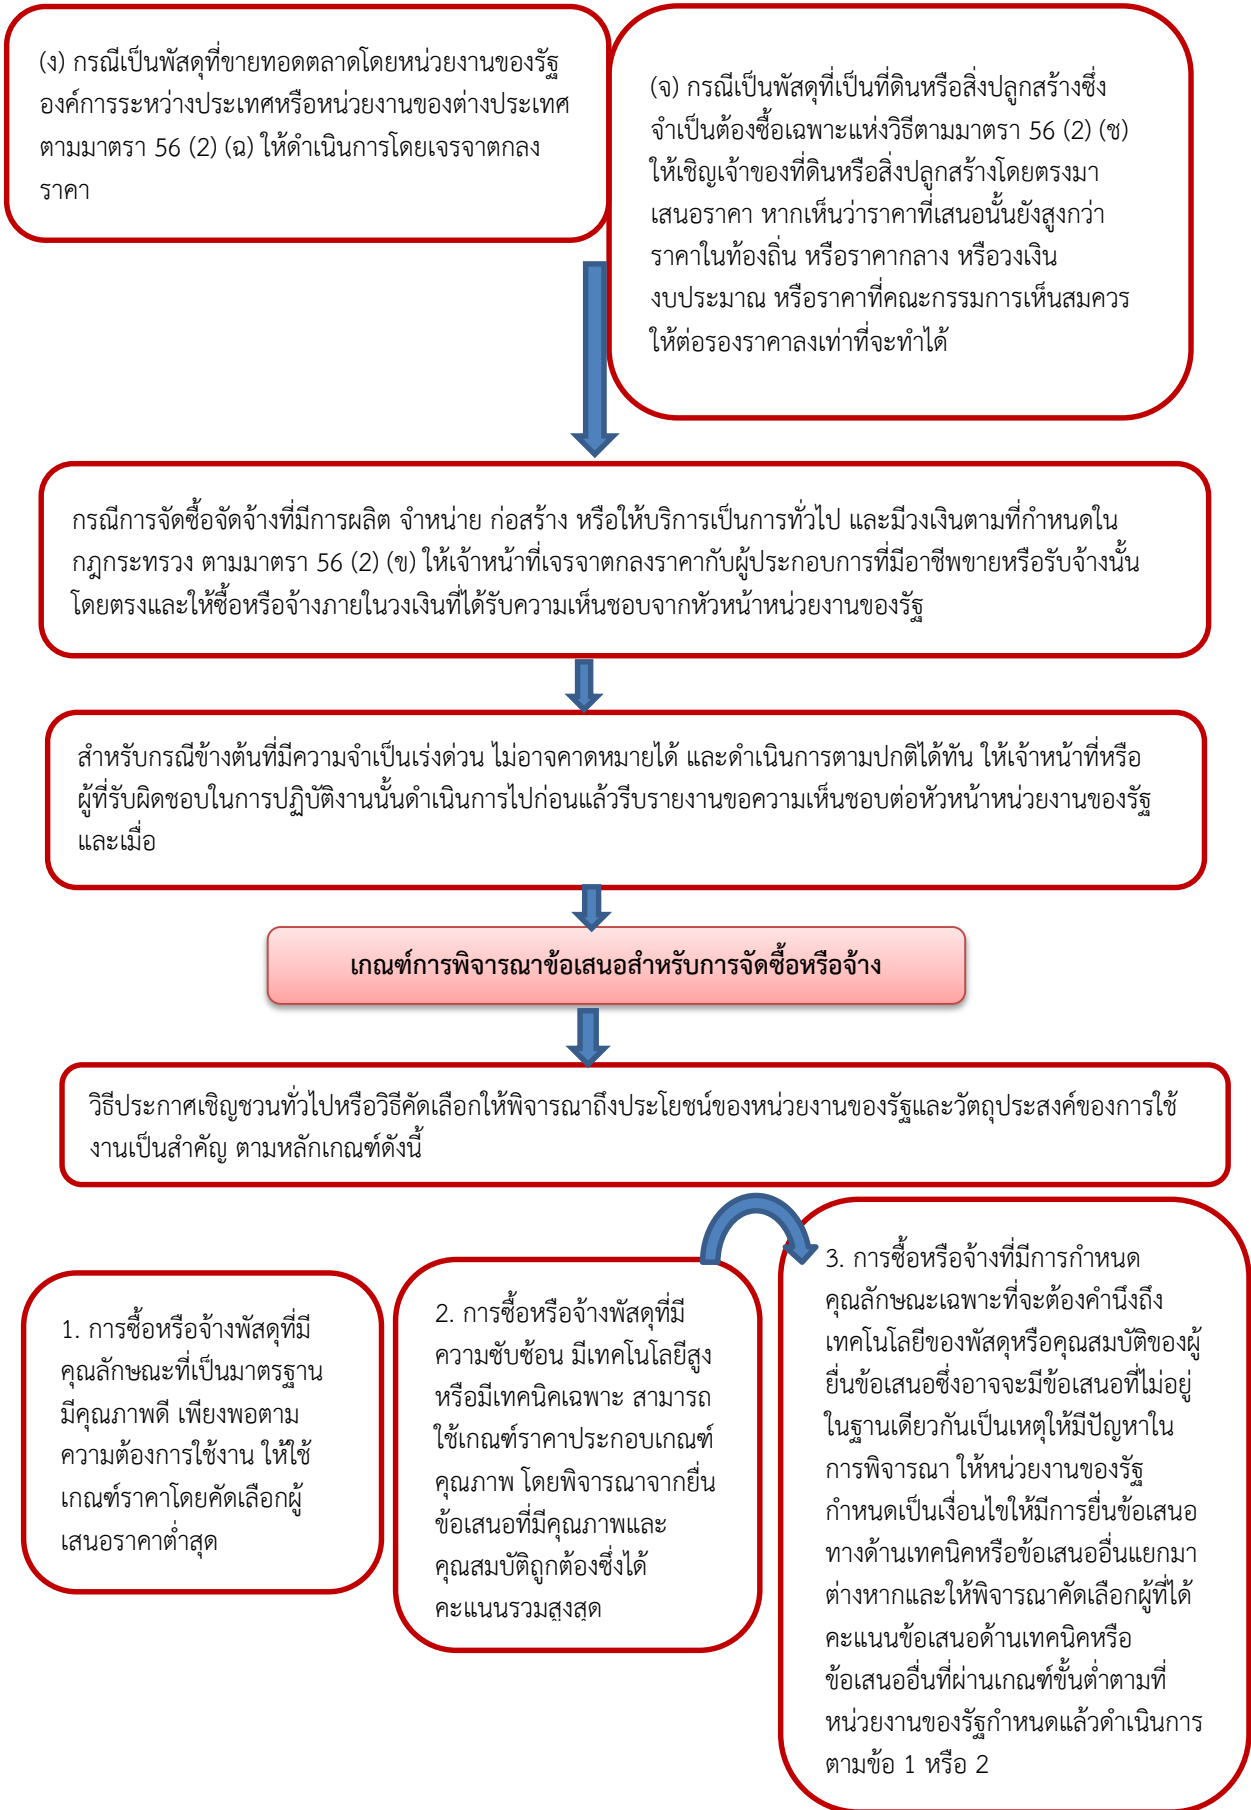 (ง) กรณีเป็นพัสดุที่ขายทอดตลาดโดยหน่วยงานของรัฐ
องค์การระหว่างประเทศหรือหน่วยงานของต่างประเทศ
ตามมาตรา 56 (2) (ฉ) ให้ดำเนินการโดยเจรจาตกลง
ราคา
(จ) กรณีเป็นพัสดุที่เป็นที่ดินหรือสิ่งปลูกสร้างซึ่ง
จำเป็นต้องซื้อเฉพาะแห่งวิธีตามมาตรา 56 (2) (ช)
ให้เชิญเจ้าของที่ดินหรือสิ่งปลูกสร้างโดยตรงมา
เสนอราคา หากเห็นว่าราคาที่เสนอนั้นยังสูงกว่า
ราคาในท้องถิ่น หรือราคากลาง หรือวงเงิน
งบประมาณ หรือราคาที่คณะกรรมการเห็นสมควร
ให้ต่อรองราคาลงเท่าที่จะทำได้
กรณีการจัดซื้อจัดจ้างที่มีการผลิต จำหน่าย ก่อสร้าง หรือให้บริการเป็นการทั่วไป และมีวงเงินตามที่กำหนดใน
กฎกระทรวง ตามมาตรา 56 (2) (ข) ให้เจ้าหน้าที่เจรจาตกลงราคากับผู้ประกอบการที่มีอาชีพขายหรือรับจ้างนั้น
โดยตรงและให้ซื้อหรือจ้างภายในวงเงินที่ได้รับความเห็นชอบจากหัวหน้าหน่วยงานของรัฐ
สำหรับกรณีข้างต้นที่มีความจำเป็นเร่งด่วน ไม่อาจคาดหมายได้ และดำเนินการตามปกติได้ทัน ให้เจ้าหน้าที่หรือ
ผู้ที่รับผิดชอบในการปฏิบัติงานนั้นดำเนินการไปก่อนแล้วรีบรายงานขอความเห็นชอบต่อหัวหน้าหน่วยงานของรัฐ
และเมื่อ
เกณฑ์การพิจารณาข้อเสนอสำหรับการจัดซื้อหรือจ้าง
วิธีประกาศเชิญชวนทั่วไปหรือวิธีคัดเลือกให้พิจารณาถึงประโยชน์ของหน่วยงานของรัฐและวัตถุประสงค์ของการใช้
งานเป็นสำคัญ ตามหลักเกณฑ์ดังนี้
1. การซื้อหรือจ้างพัสดุที่มี
คุณลักษณะที่เป็นมาตรฐาน
มีคุณภาพดี เพียงพอตาม
ความต้องการใช้งาน ให้ใช้
เกณฑ์ราคาโดยคัดเลือกผู้
เสนอราคาต่ำสุด
2. การซื้อหรือจ้างพัสดุที่มี
ความซับซ้อน มีเทคโนโลยีสูง
หรือมีเทคนิคเฉพาะ สามารถ
ใช้เกณฑ์ราคาประกอบเกณฑ์
คุณภาพ โดยพิจารณาจากยื่น
ข้อเสนอที่มีคุณภาพและ
คุณสมบัติถูกต้องซึ่งได้
คะแนนรวมสูงสุด
3. การซื้อหรือจ้างที่มีการกำหนด
คุณลักษณะเฉพาะที่จะต้องคำนึงถึง
เทคโนโลยีของพัสดุหรือคุณสมบัติของผู้
ยื่นข้อเสนอซึ่งอาจจะมีข้อเสนอที่ไม่อยู่
ในฐานเดียวกันเป็นเหตุให้มีปัญหาใน
การพิจารณา ให้หน่วยงานของรัฐ
กำหนดเป็นเงื่อนไขให้มีการยื่นข้อเสนอ
ทางด้านเทคนิคหรือข้อเสนออื่นแยกมา
ต่างหากและให้พิจารณาคัดเลือกผู้ที่ได้
คะแนนข้อเสนอด้านเทคนิคหรือ
ข้อเสนออื่นที่ผ่านเกณฑ์ขั้นต่ำตามที่
หน่วยงานของรัฐกำหนดแล้วดำเนินการ
ตามข้อ 1 หรือ 2